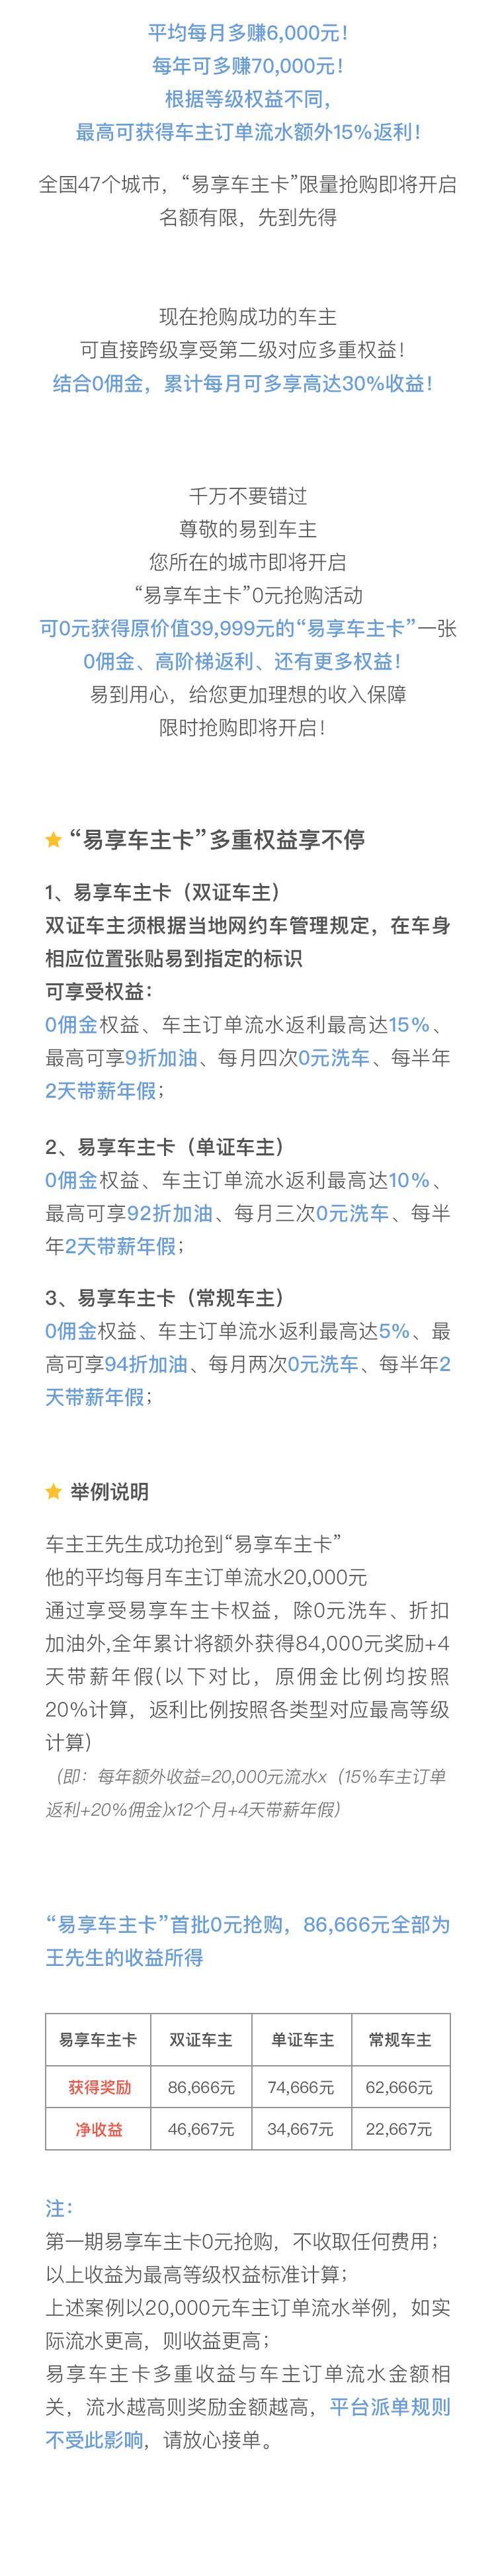 平均每月多赚6,000元！
每年可多赚70,000元！
根据等级权益不同，
最高可获得车主订单流水额外15%返利！
全国47个城市，“易享车主卡”限量抢购即将开启
名额有限，先到先得
现在抢购成功的车主
可直接跨级享受第二级对应多重权益！
结合0佣金，累计每月可多享高达30%收益！
千万不要错过
尊敬的易到车主
您所在的城市即将开启
“易享车主卡”0元抢购活动
可0元获得原价值39,999元的“易享车主卡”一张
0佣金、高阶梯返利、还有更多权益！
易到用心，给您更加理想的收入保障
限时抢购即将开启！
“易享车主卡”多重权益享不停
1、易享车主卡（双证车主）
双证车主须根据当地网约车管理规定，在车身
相应位置张贴易到指定的标识
可享受权益：
0佣金权益、车主订单流水返利最高达15%、
最高可享9折加油、每月四次0元洗车、每半年
2天带薪年假；
2、易享车主卡（单证车主）
0佣金权益、车主订单流水返利最高达10%、
最高可享92折加油、每月三次0元洗车、每半
年2天带薪年假；
3、易享车主卡（常规车主）
0佣金权益、车主订单流水返利最高达5%、最
高可享94折加油、每月两次0元洗车、每半年2
天带薪年假；
举例说明
车主王先生成功抢到“易享车主卡”
他的平均每月车主订单流水20,000元
通过享受易享车主卡权益，除0元洗车、折扣
加油外,全年累计将额外获得84,000元奖励+4
天带薪年假(以下对比，原佣金比例均按照
20%计算，返利比例按照各类型对应最高等级
计算)
（即：每年额外收益=20,000元流水x（15%车主订单
返利+20%佣金)x12个月+4天带薪年假）
“易享车主卡”首批0元抢购，86,666元全部为
王先生的收益所得
易享车主卡 双证车主 单证车主 常规车主
获得奖励 86,666元 74,666元 62,666元
净收益 46,667元 34,667元 22,667元
注：
第一期易享车主卡0元抢购，不收取任何费用；
以上收益为最高等级权益标准计算；
上述案例以20,000元车主订单流水举例，如实
际流水更高，则收益更高；
易享车主卡多重收益与车主订单流水金额相
关，流水越高则奖励金额越高，平台派单规则
不受此影响，请放心接单。